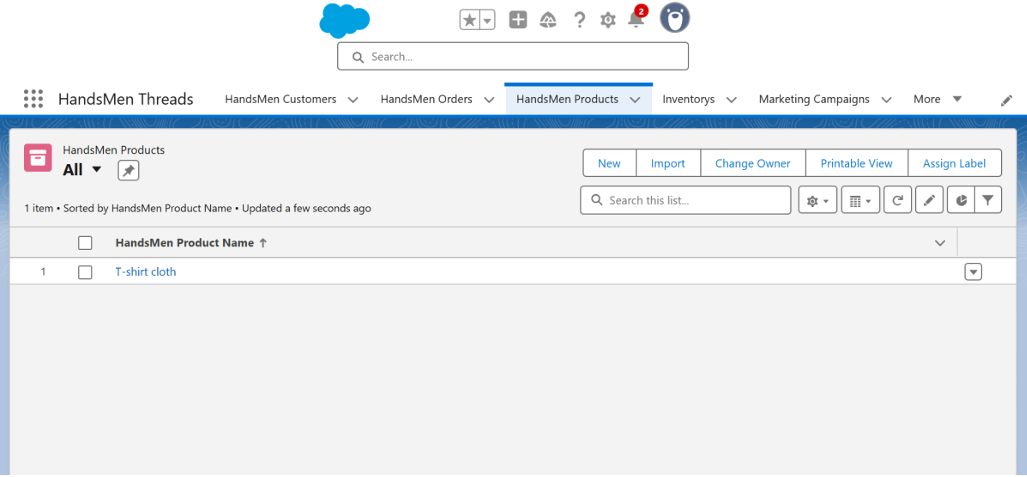 2
Search...
HandsMen Threads HandsMen Customers HandsMen Orders HandsMen Products Inventorys Marketing Campaigns More
HandsMen Products
All
New Import Change Owner Printable View Assign Label
1 item • Sorted by HandsMen Product Name • Updated a few seconds ago
Search this list...
HandsMen Product Name ↑
1 T-shirt cloth